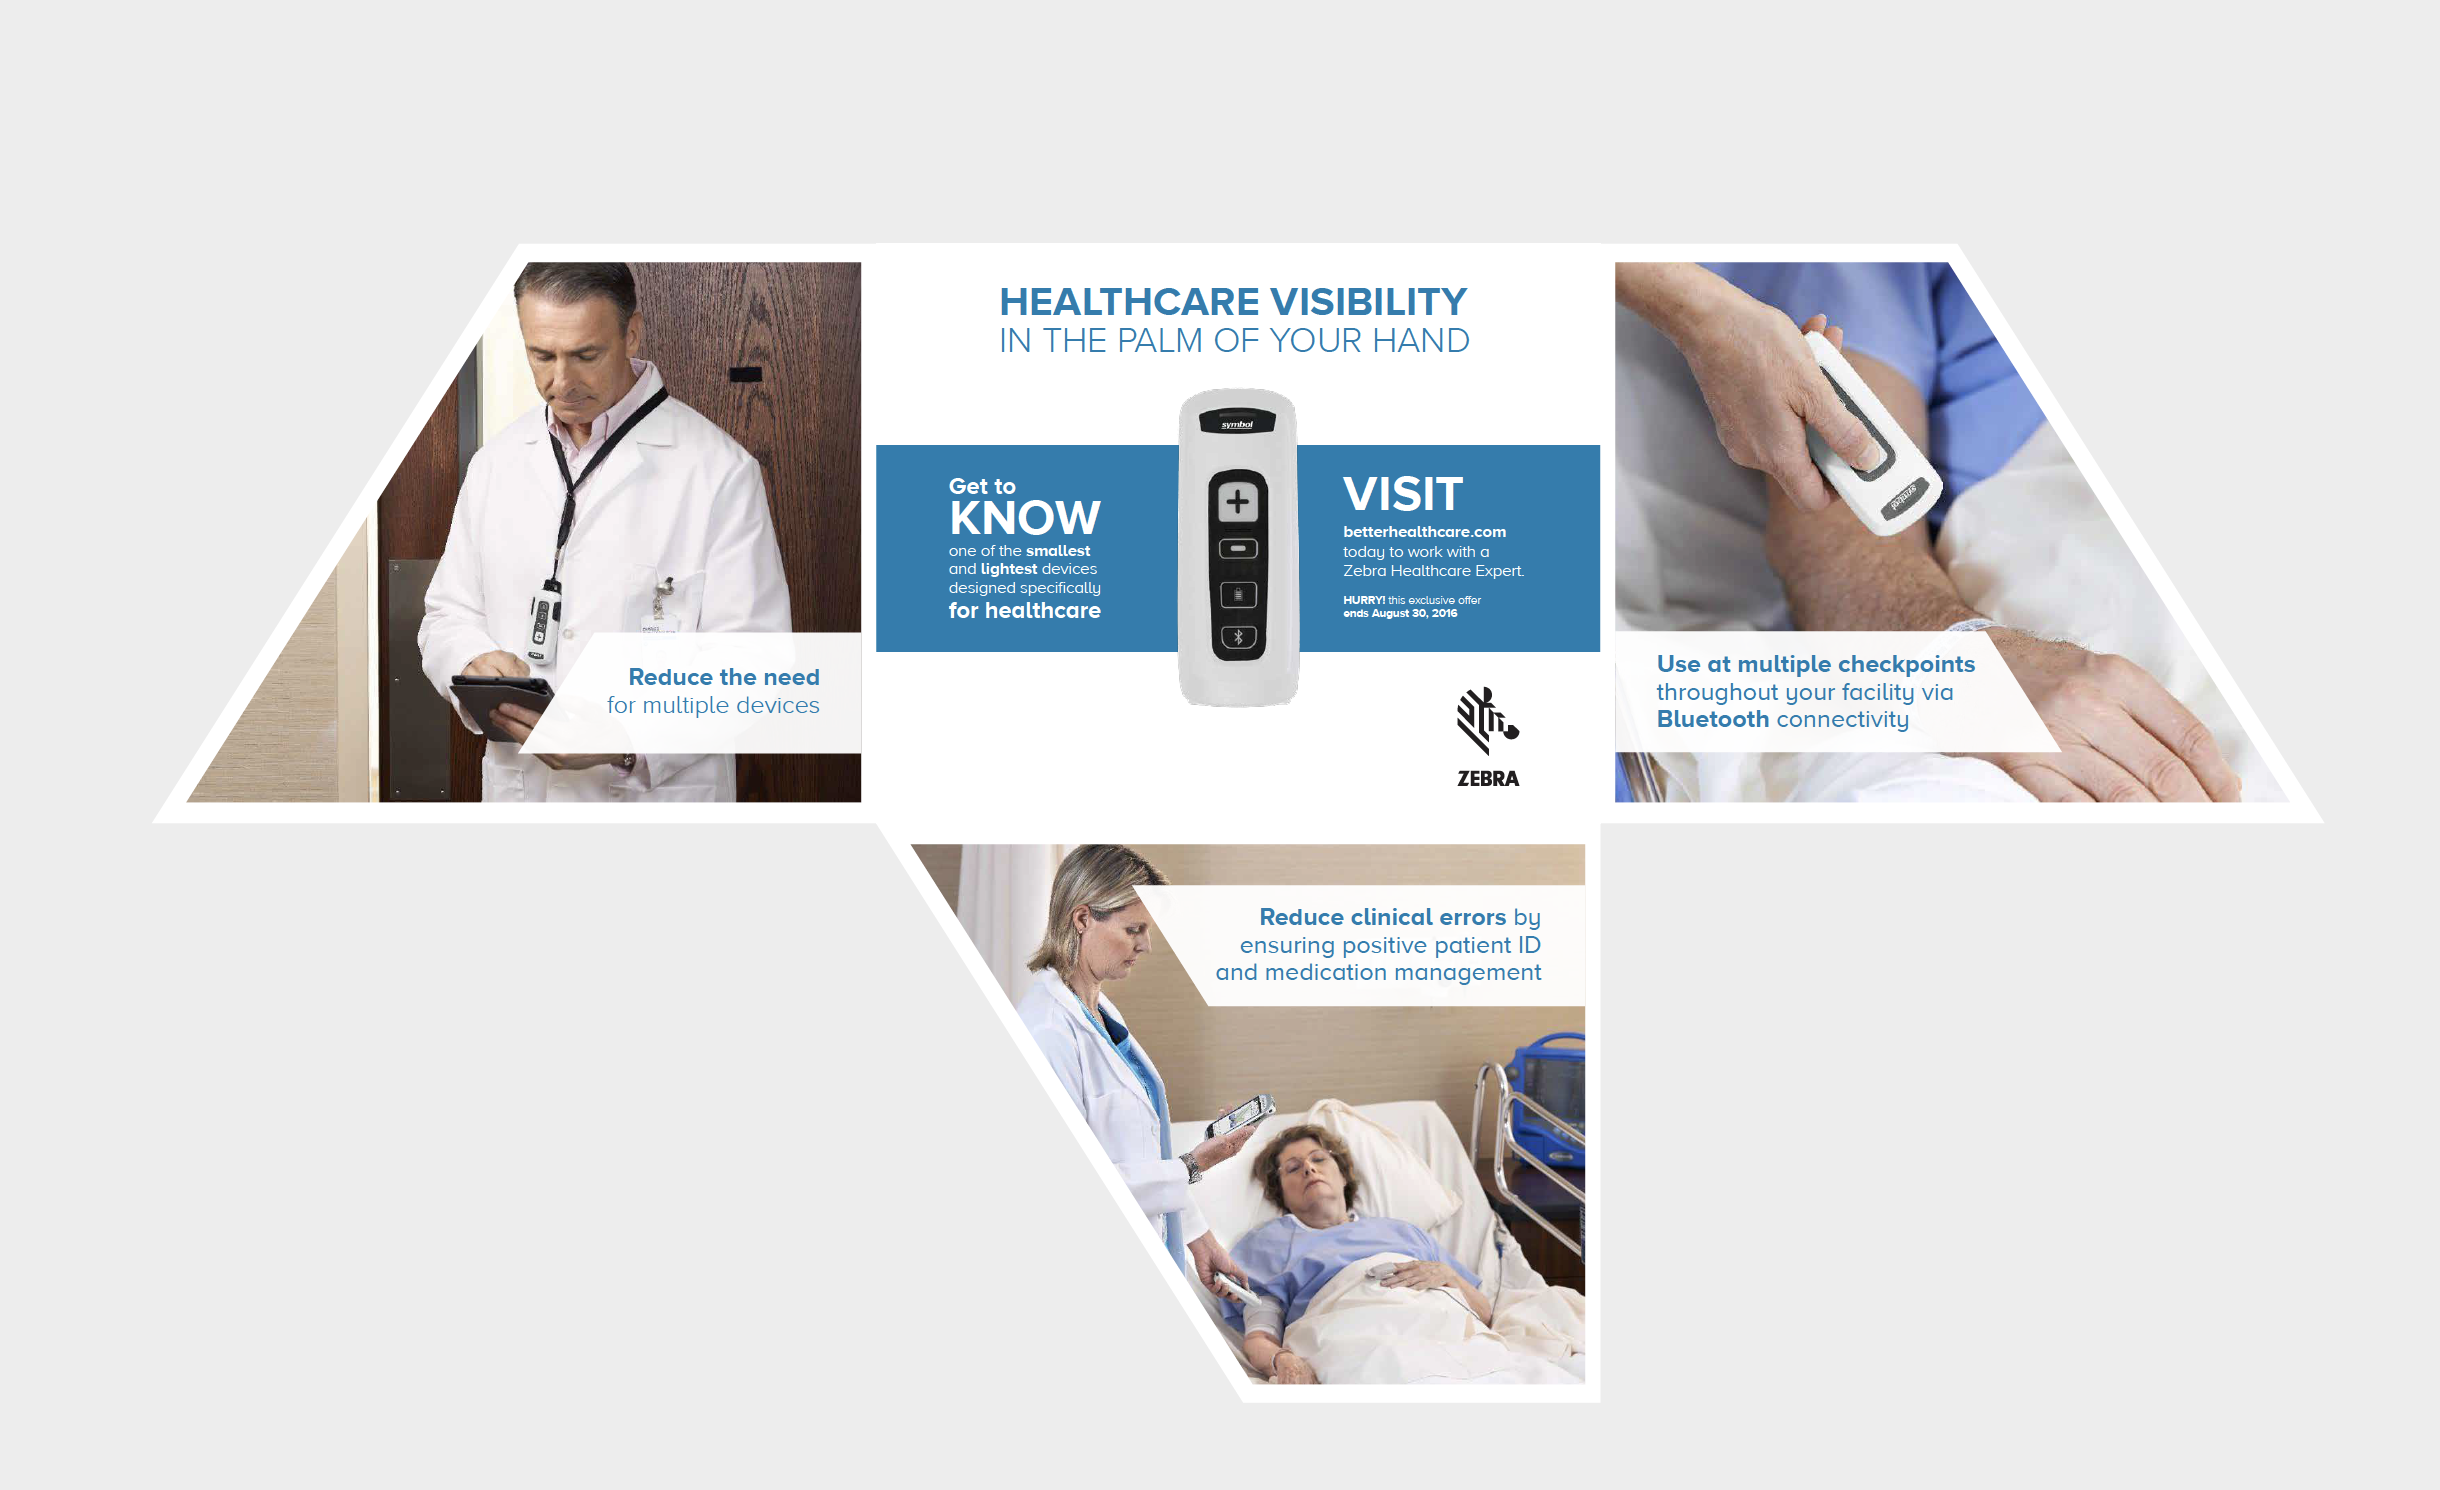 HEALTHCARE VISIBILITY
IN THE PALM OF YOUR HAND
symbol
Get to
KNOW
one of the smallest
and lightest devices
designed specifically
for healthcare
VISIT
betterhealthcare.com
today to work with a
Zebra Healthcare Expert.
HURRY! this exclusive offer
ends August 30, 2016
ZEBRA
Reduce the need
for multiple devices
symbol
Use at multiple checkpoints
throughout your facility via
Bluetooth connectivity
Reduce clinical errors by
ensuring positive patient ID
and medication management